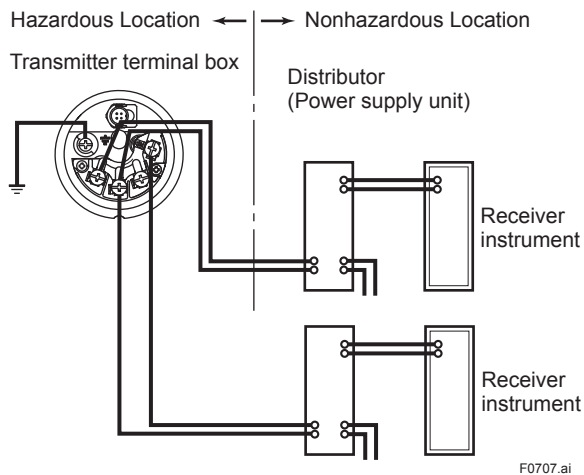 Hazardous Location
Nonhazardous Location
Transmitter terminal box
Distributor
(Power supply unit)
Receiver
instrument
Receiver
instrument
F0707.ai